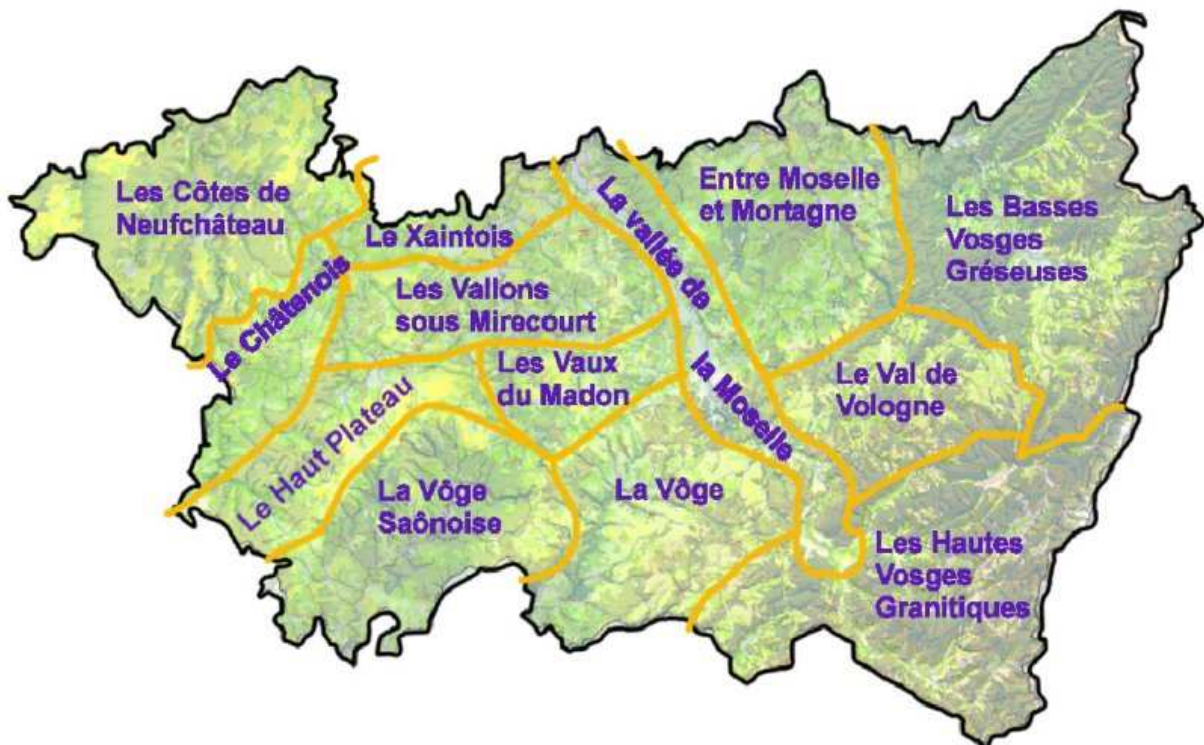 Les Côtes de
Neufchâteau
Le Xaintois
Le Châtenois
Les Vallons
sous Mirecourt
Les Vaux
du Madon
Le Haut Plateau
La Vôge
Saônoise
La Vôge
La vallée de
la Moselle
Entre Moselle
et Mortagne
Les Basses
Vosges
Gréseuses
Le Val de
Vologne
Les Hautes
Vosges
Granitiques